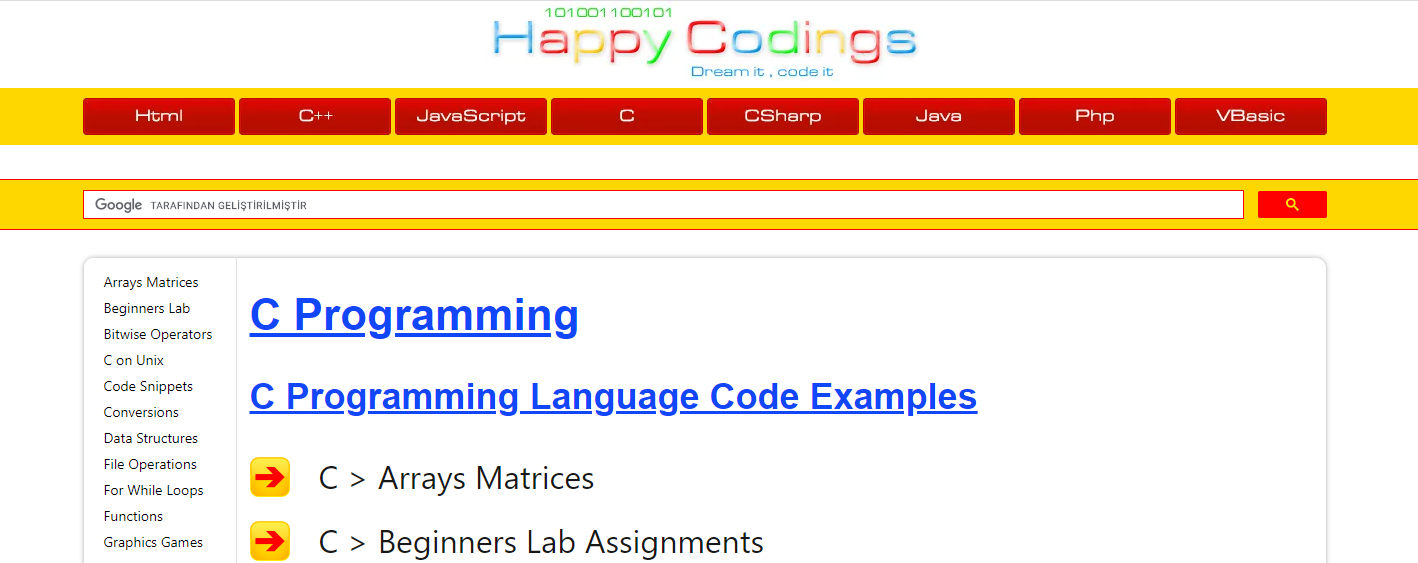 101001100101
Happy Codings
Dream it , code it
Html C++ JavaScript C CSharp Java Php VBasic
Google TARAFINDAN GELİŞTİRİLMİŞTİR
Arrays Matrices
Beginners Lab
Bitwise Operators
C on Unix
Code Snippets
Conversions
Data Structures
File Operations
For While Loops
Functions
Graphics Games
C Programming
C Programming Language Code Examples
C > Arrays Matrices
C > Beginners Lab Assignments